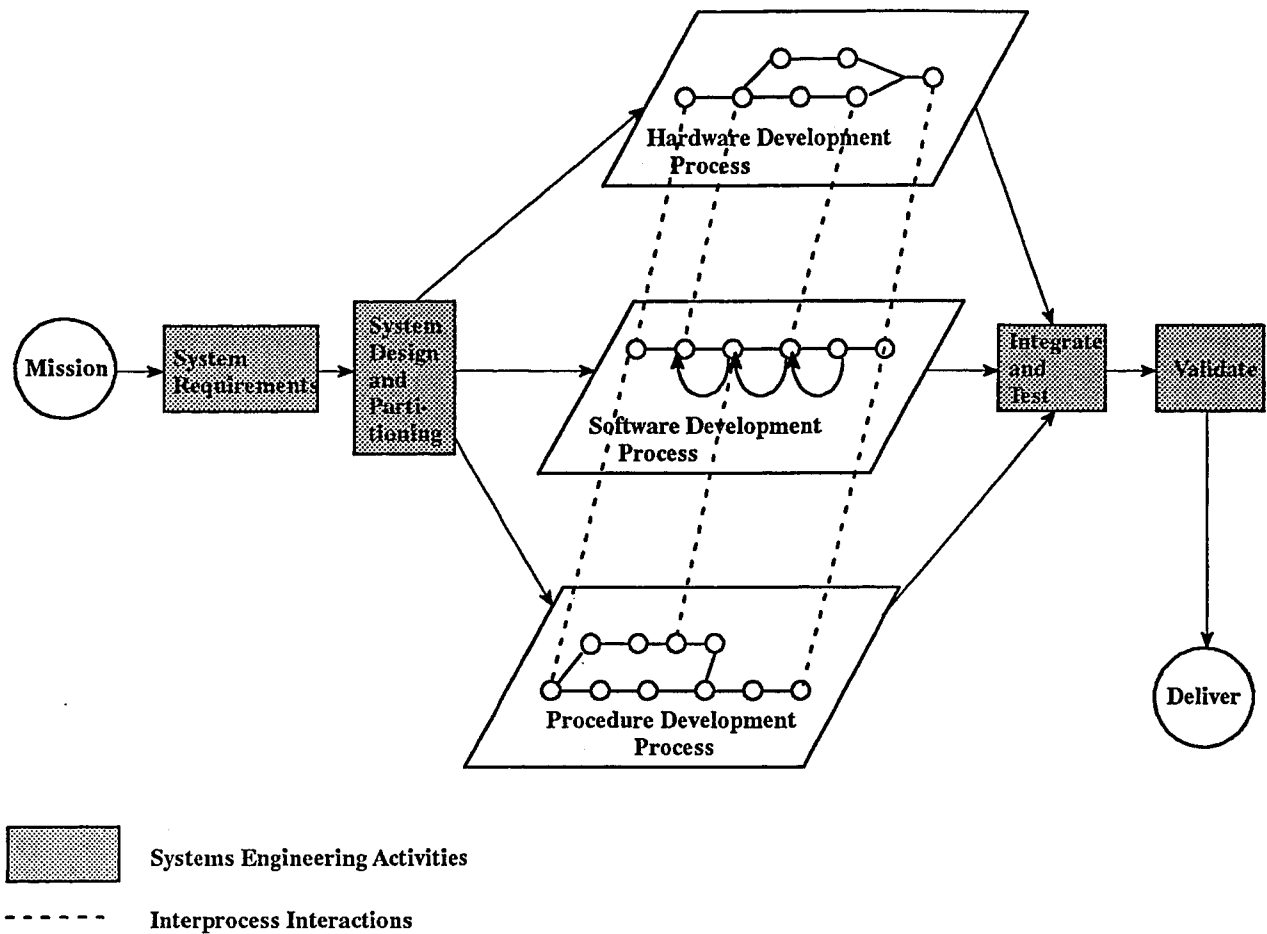 Hardware Development
Process
Mission
System
Requirements
System
Design
and
Parti-
tioning
Software Development
Process
Integrate
and
Test
Validate
Procedure Development
Process
Deliver
Systems Engineering Activities
Interprocess Interactions